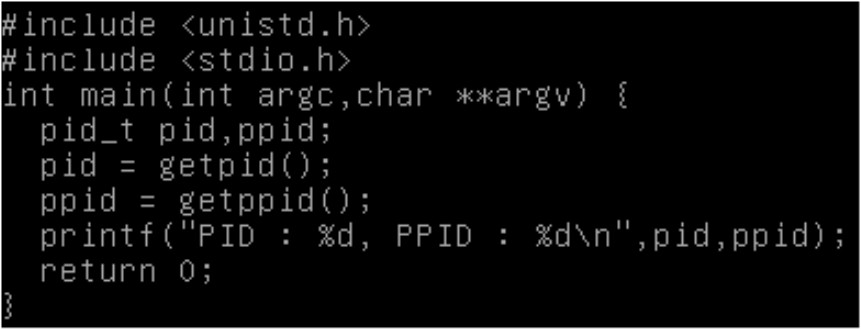 #include <unistd.h>
#include <stdio.h>
int main(int argc,char **argv) {
  pid_t pid,ppid;
  pid = getpid();
  ppid = getppid();
  printf("PID : %d, PPID : %d\n",pid,ppid);
  return 0;
}